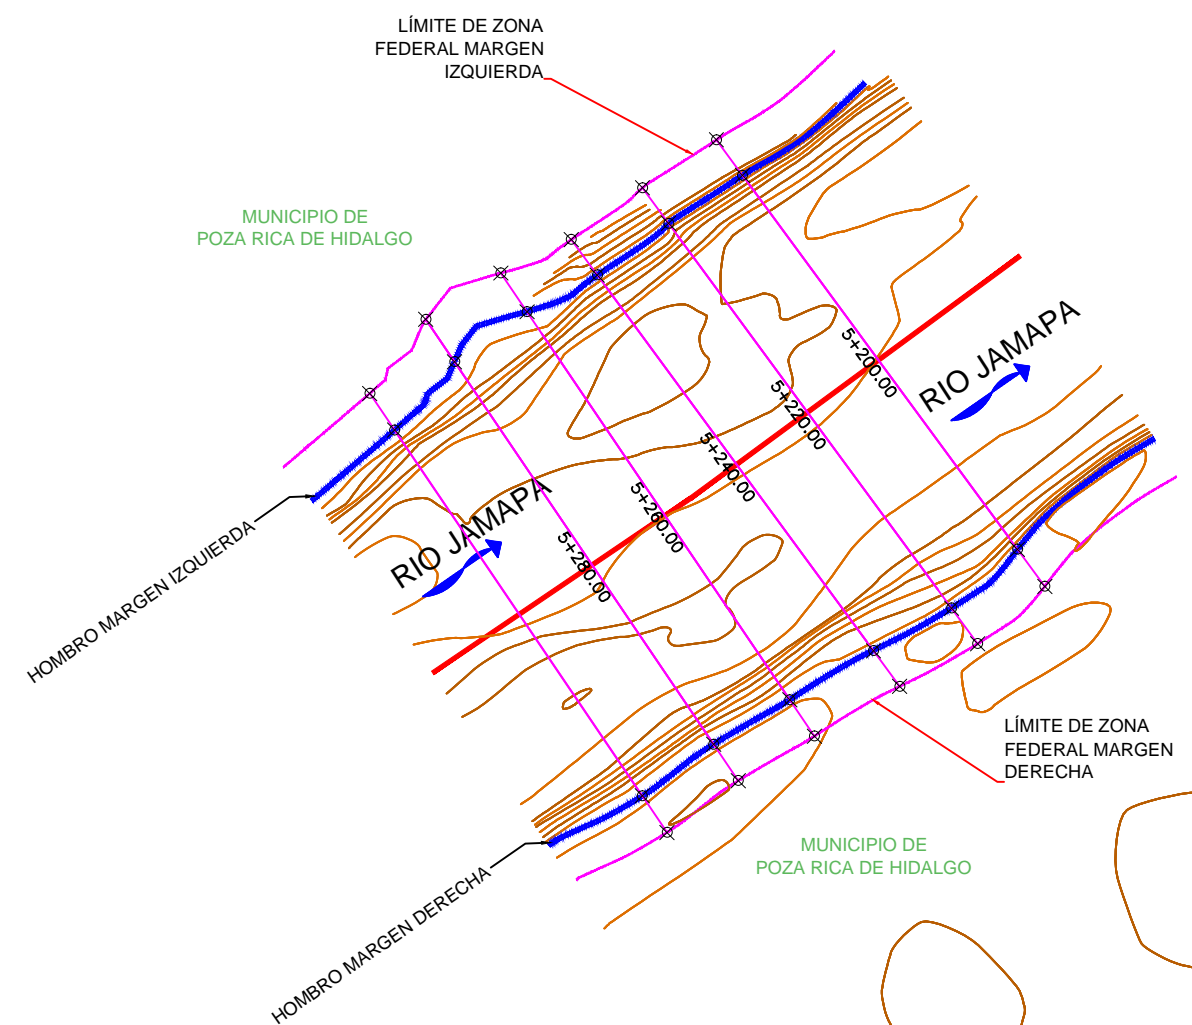 LÍMITE DE ZONA
FEDERAL MARGEN
IZQUIERDA
MUNICIPIO DE
POZA RICA DE HIDALGO
5+200.00
RIO JAMAPA
5+220.00
5+240.00
5+260.00
RIO JAMAPA
5+280.00
HOMBRO MARGEN IZQUIERDA
LÍMITE DE ZONA
FEDERAL MARGEN
DERECHA
MUNICIPIO DE
POZA RICA DE HIDALGO
HOMBRO MARGEN DERECHA